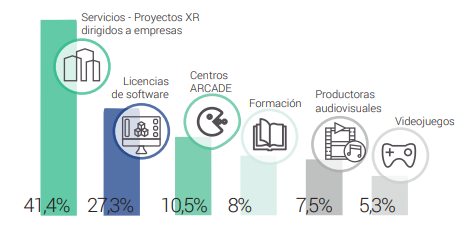 Servicios - Proyectos XR
dirigidos a empresas
Licencias
de software
Centros
ARCADE
Formación
Productoras
audiovisuales
Videojuegos
41,4%
27,3%
10,5%
8%
7,5%
5,3%